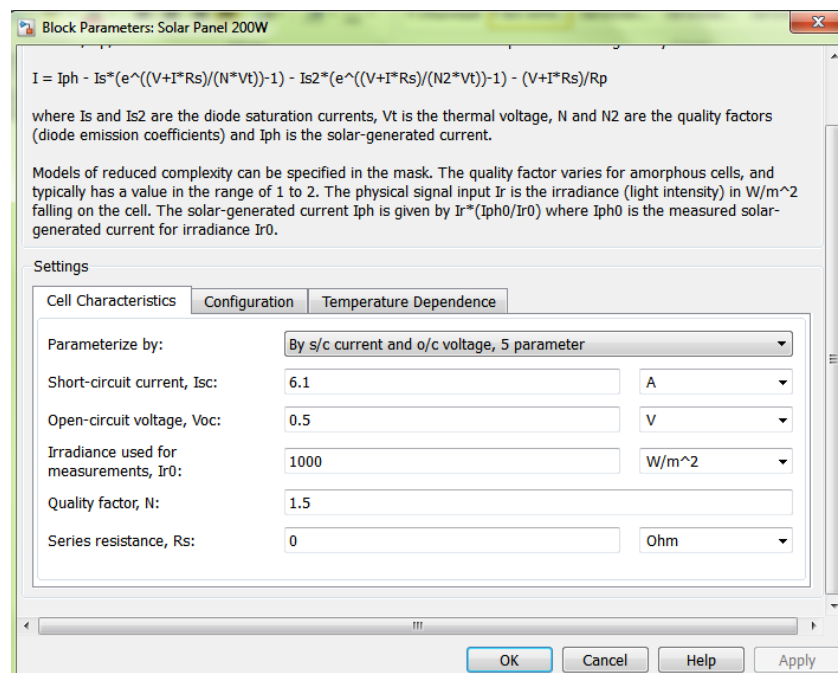 Block Parameters: Solar Panel 200W
I = Iph - Is*(e^((V+I*Rs)/(N*Vt))-1) - Is2*(e^((V+I*Rs)/(N2*Vt))-1) - (V+I*Rs)/Rp
where Is and Is2 are the diode saturation currents, Vt is the thermal voltage, N and N2 are the quality factors
(diode emission coefficients) and Iph is the solar-generated current.
Models of reduced complexity can be specified in the mask. The quality factor varies for amorphous cells, and
typically has a value in the range of 1 to 2. The physical signal input Ir is the irradiance (light intensity) in W/m^2
falling on the cell. The solar-generated current Iph is given by Ir*(Iph0/Ir0) where Iph0 is the measured solar-
generated current for irradiance Ir0.
Settings
Cell Characteristics Configuration Temperature Dependence
Parameterize by: By s/c current and o/c voltage, 5 parameter
Short-circuit current, Isc: 6.1 A
Open-circuit voltage, Voc: 0.5 V
Irradiance used for
measurements, Ir0: 1000 W/m^2
Quality factor, N: 1.5
Series resistance, Rs: 0 Ohm
OK Cancel Help Apply